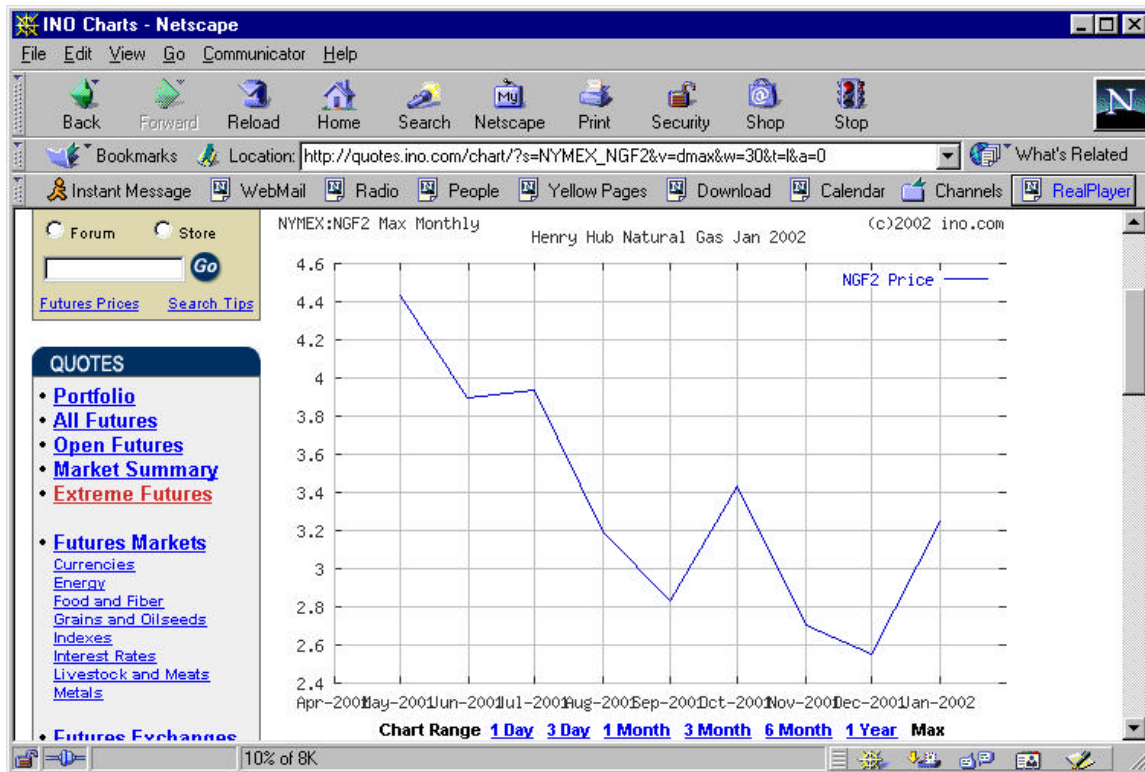 INO Charts - Netscape
File Edit View Go Communicator Help
Back Forward Reload Home Search Netscape Print Security Shop Stop
My
N
Bookmarks Location: http://quotes.ino.com/chart/?s=NYMEX_NGF2&v=dmax&w=30&t=l&a=0 What's Related
Instant Message WebMail Radio People Yellow Pages Download Calendar Channels RealPlayer
Forum Store
Go
Futures Prices Search Tips
QUOTES
• Portfolio
• All Futures
• Open Futures
• Market Summary
• Extreme Futures
• Futures Markets
Currencies
Energy
Food and Fiber
Grains and Oilseeds
Indexes
Interest Rates
Livestock and Meats
Metals
• Futures Exchanges
NYMEX:NGF2 Max Monthly
Henry Hub Natural Gas Jan 2002
(c)2002 ino.com
NGF2 Price
4.6
4.4
4.2
4
3.8
3.6
3.4
3.2
3
2.8
2.6
2.4
Apr-2001 May-2001 Jun-2001 Jul-2001 Aug-2001 Sep-2001 Oct-2001 Nov-2001 Dec-2001 Jan-2002
Chart Range 1 Day 3 Day 1 Month 3 Month 6 Month 1 Year Max
10% of 8K